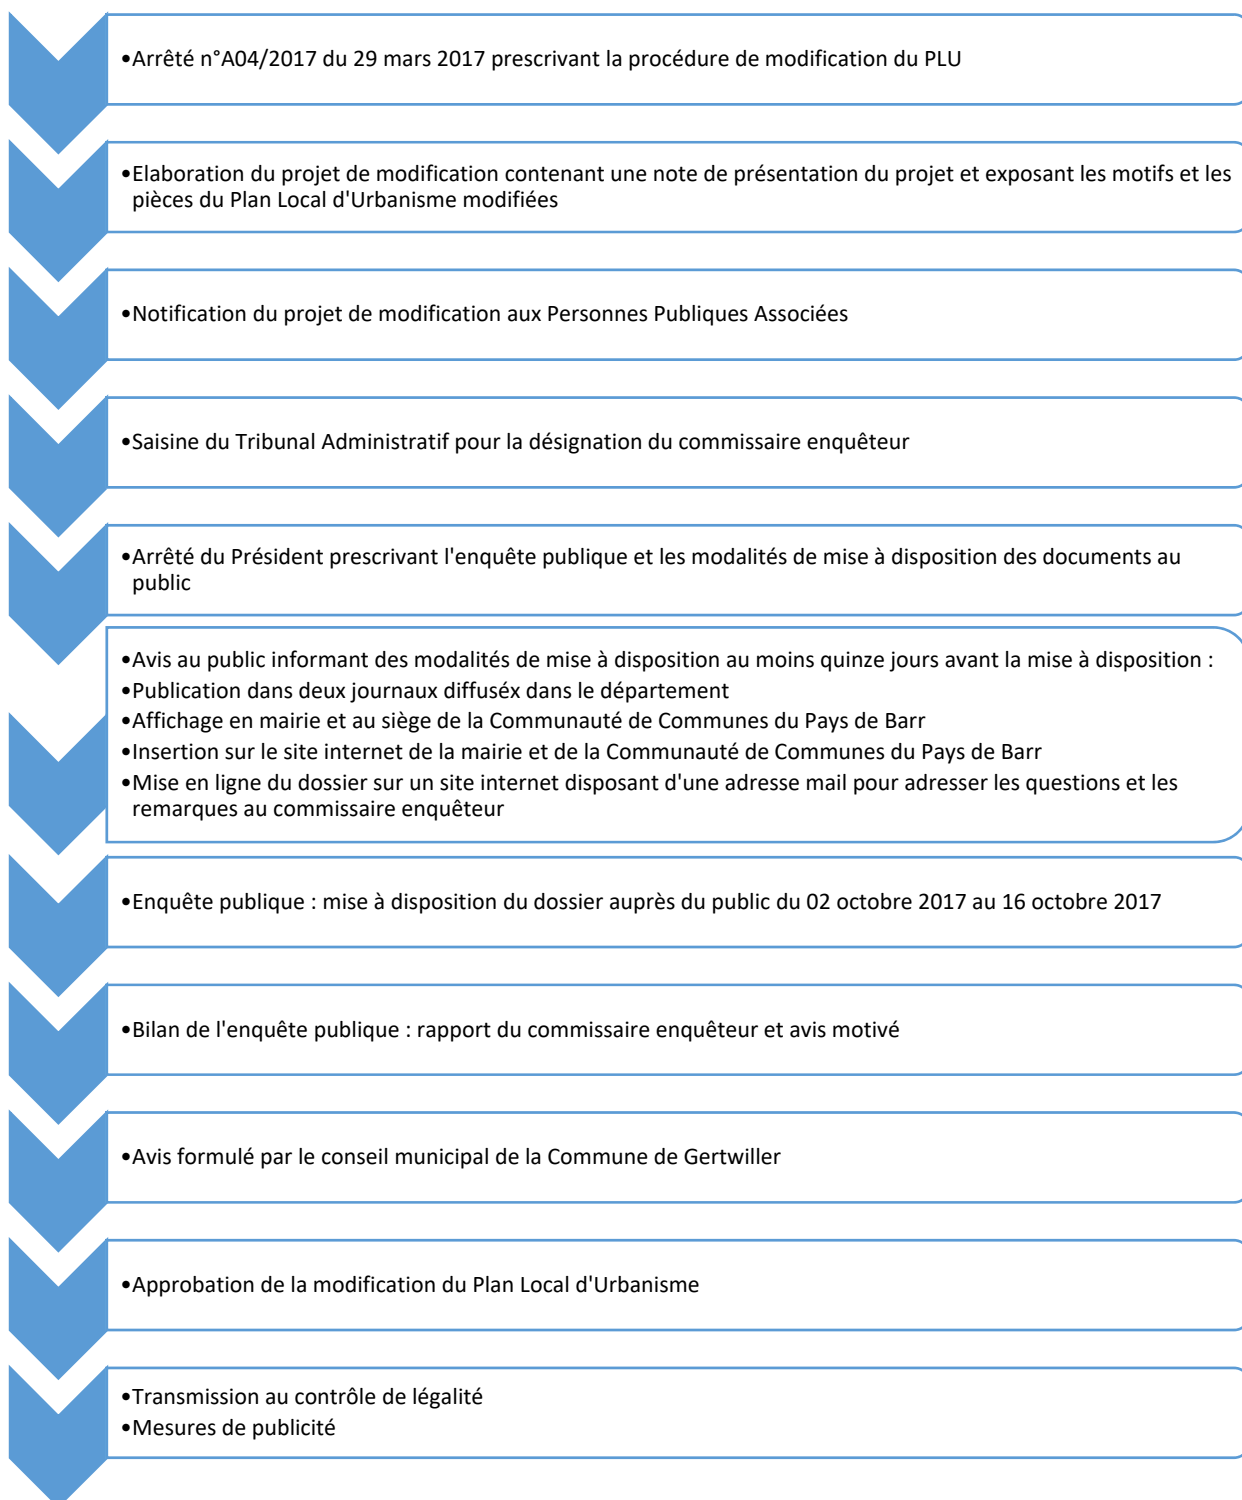 •Arrêté n°A04/2017 du 29 mars 2017 prescrivant la procédure de modification du PLU
•Elaboration du projet de modification contenant une note de présentation du projet et exposant les motifs et les
pièces du Plan Local d'Urbanisme modifiées
•Notification du projet de modification aux Personnes Publiques Associées
•Saisine du Tribunal Administratif pour la désignation du commissaire enquêteur
•Arrêté du Président prescrivant l'enquête publique et les modalités de mise à disposition des documents au
public
•Avis au public informant des modalités de mise à disposition au moins quinze jours avant la mise à disposition :
•Publication dans deux journaux diffuséx dans le département
•Affichage en mairie et au siège de la Communauté de Communes du Pays de Barr
•Insertion sur le site internet de la mairie et de la Communauté de Communes du Pays de Barr
•Mise en ligne du dossier sur un site internet disposant d'une adresse mail pour adresser les questions et les
remarques au commissaire enquêteur
•Enquête publique : mise à disposition du dossier auprès du public du 02 octobre 2017 au 16 octobre 2017
•Bilan de l'enquête publique : rapport du commissaire enquêteur et avis motivé
•Avis formulé par le conseil municipal de la Commune de Gertwiller
•Approbation de la modification du Plan Local d'Urbanisme
•Transmission au contrôle de légalité
•Mesures de publicité